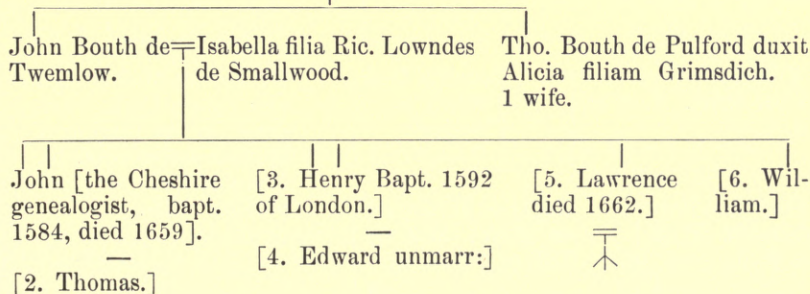 John Bouth de
Twemlow.
Isabella filia Ric. Lowndes
de Smallwood.
Tho. Bouth de Pulford duxit
Alicia filiam Grimsdich.
1 wife.
John [the Cheshire
genealogist, bapt.
1584, died 1659].
[2. Thomas.]
[3. Henry Bapt. 1592
of London.]
[4. Edward unmarr:]
[5. Lawrence
died 1662.]
[6. Wil-
liam.]